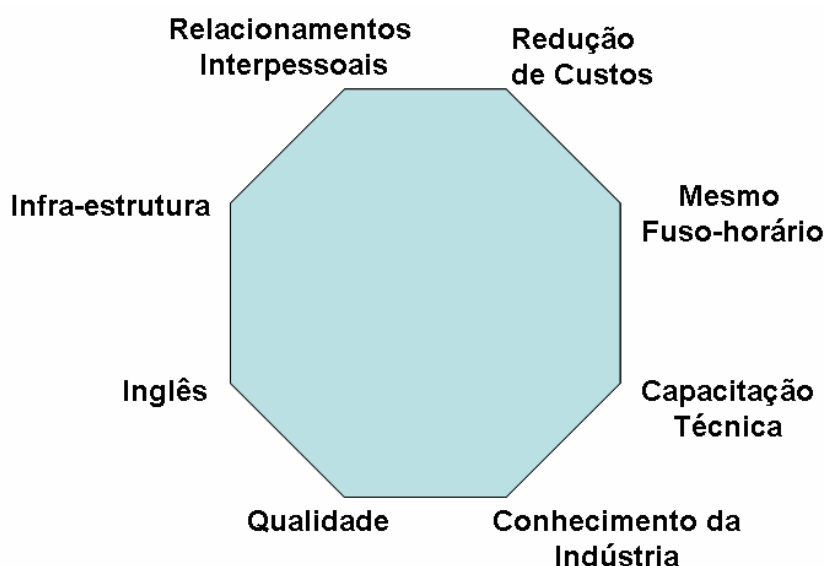 Relacionamentos
Interpessoais
Redução
de Custos
Infra-estrutura
Mesmo
Fuso-horário
Inglês
Capacitação
Técnica
Qualidade
Conhecimento da
Indústria